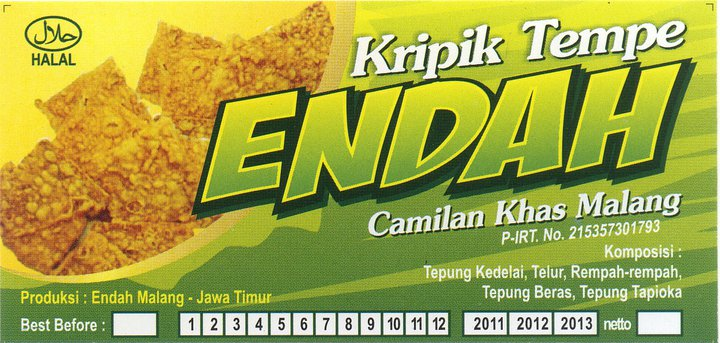 حلال
HALAL
Kripik Tempe
ENDAH
Camilan Khas Malang
P-IRT. No. 215357301793
Komposisi :
Tepung Kedelai, Telur, Rempah-rempah,
Tepung Beras, Tepung Tapioka
Produksi : Endah Malang - Jawa Timur
Best Before : 1 2 3 4 5 6 7 8 9 10 11 12 2011 2012 2013 netto